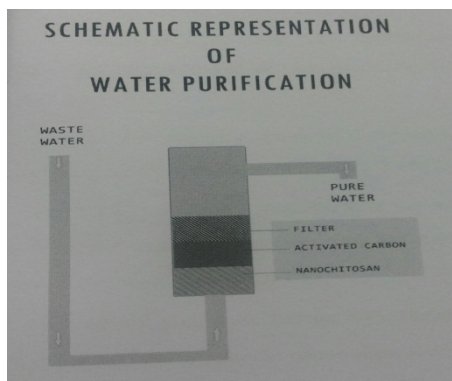 SCHEMATIC REPRESENTATION
OF
WATER PURIFICATION
WASTE
WATER
PURE
WATER
FILTER
ACTIVATED CARBON
NANOCHITOSAN